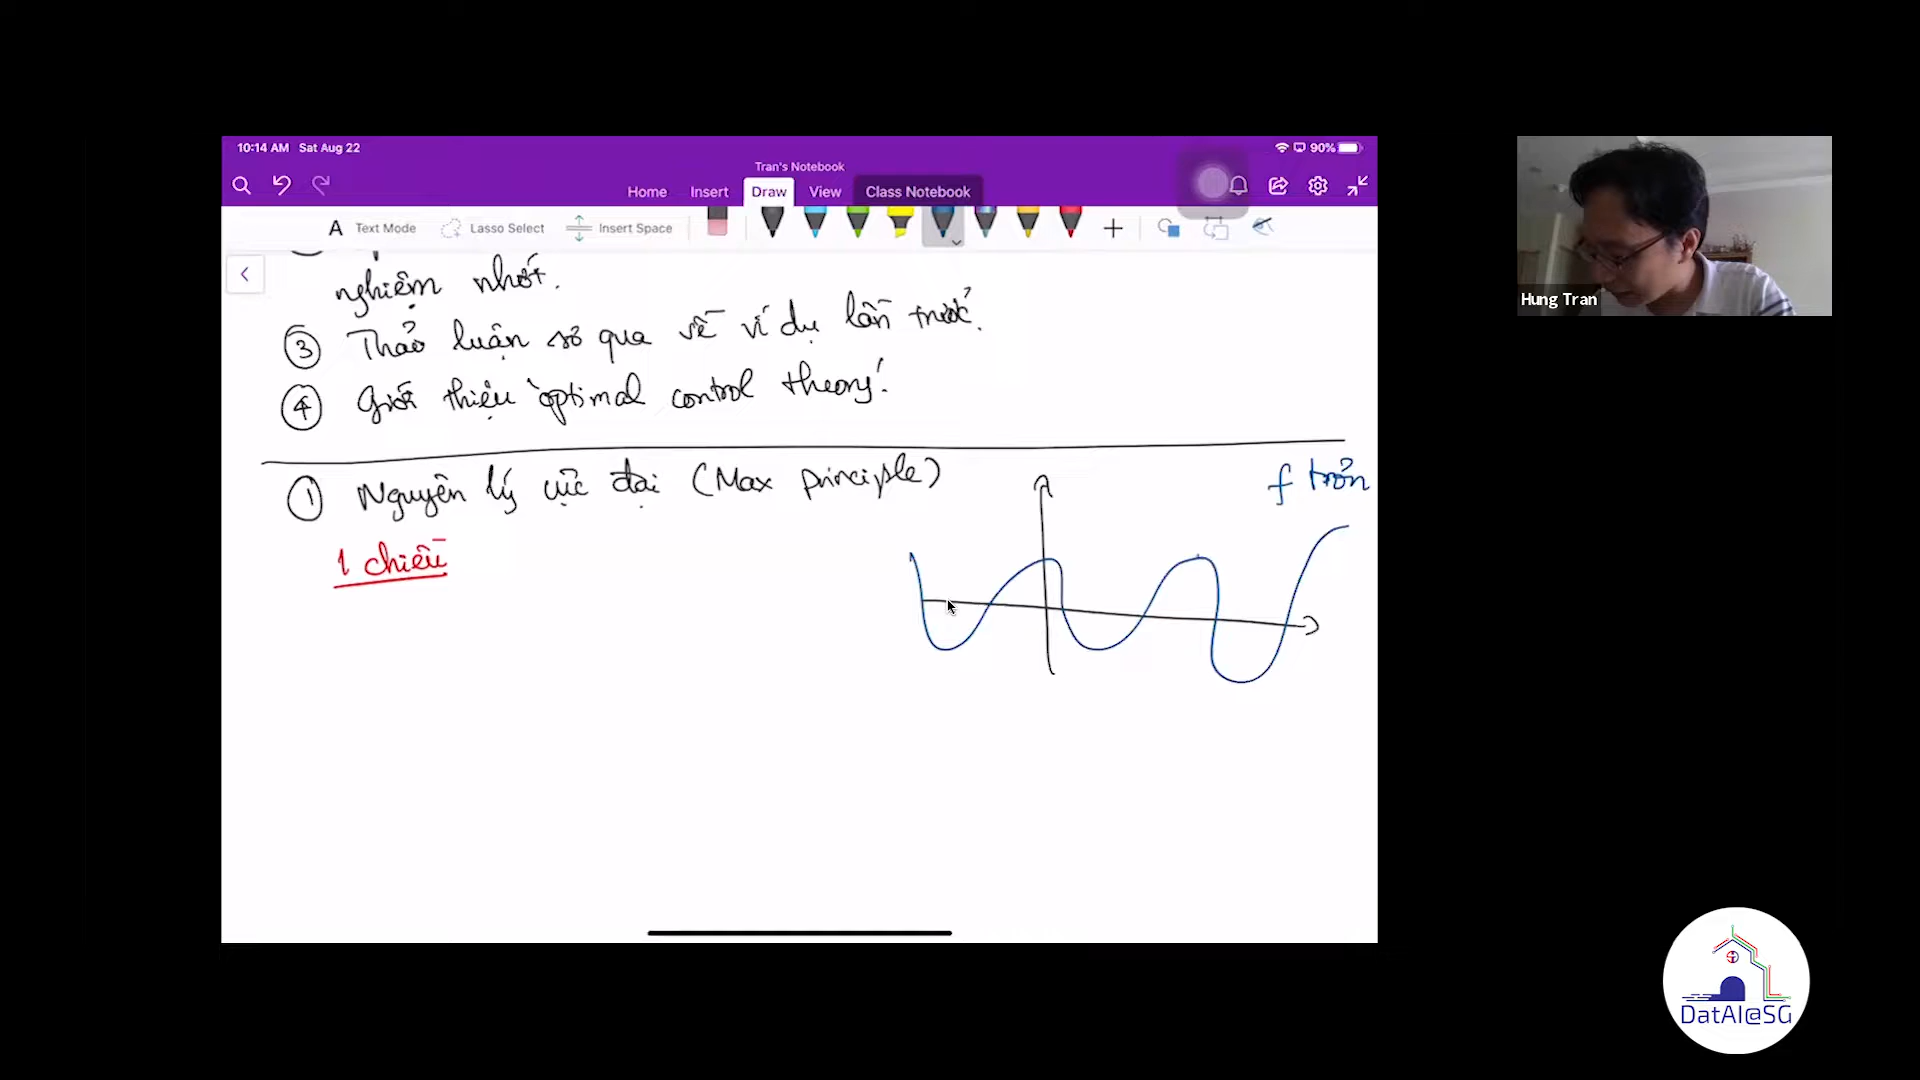 10:14 AM Sat Aug 22
90%
Tran's Notebook
Home Insert Draw View Class Notebook
A Text Mode Lasso Select Insert Space
nghiệm nhớt.
③ Thảo luận sơ qua về ví dụ lần trước.
④ Giới thiệu "optimal control theory".
① Nguyên lý cực đại (Max principle)
f trơn
1 chiều
Hung Tran
DatAI@SG